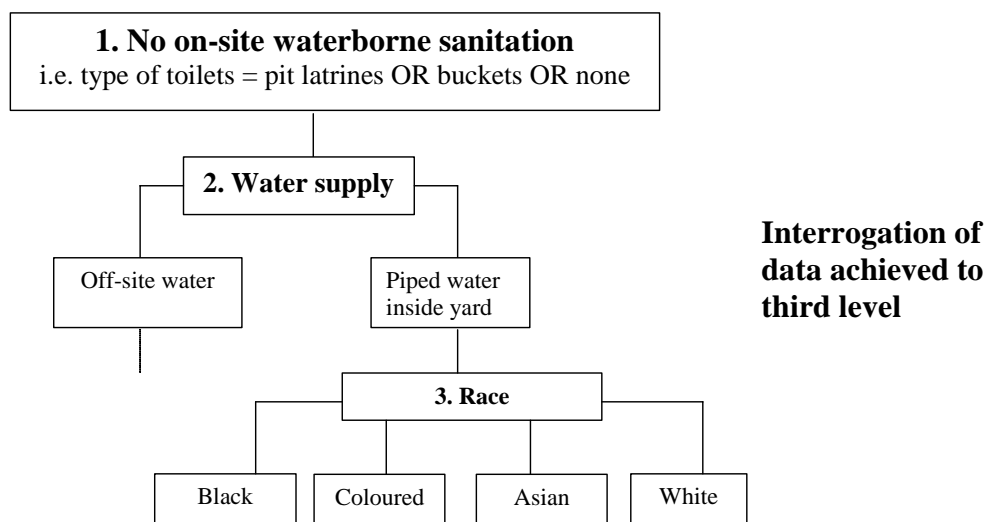 1. No on-site waterborne sanitation
i.e. type of toilets = pit latrines OR buckets OR none
2. Water supply
Off-site water
Piped water
inside yard
Interrogation of
data achieved to
third level
3. Race
Black
Coloured
Asian
White